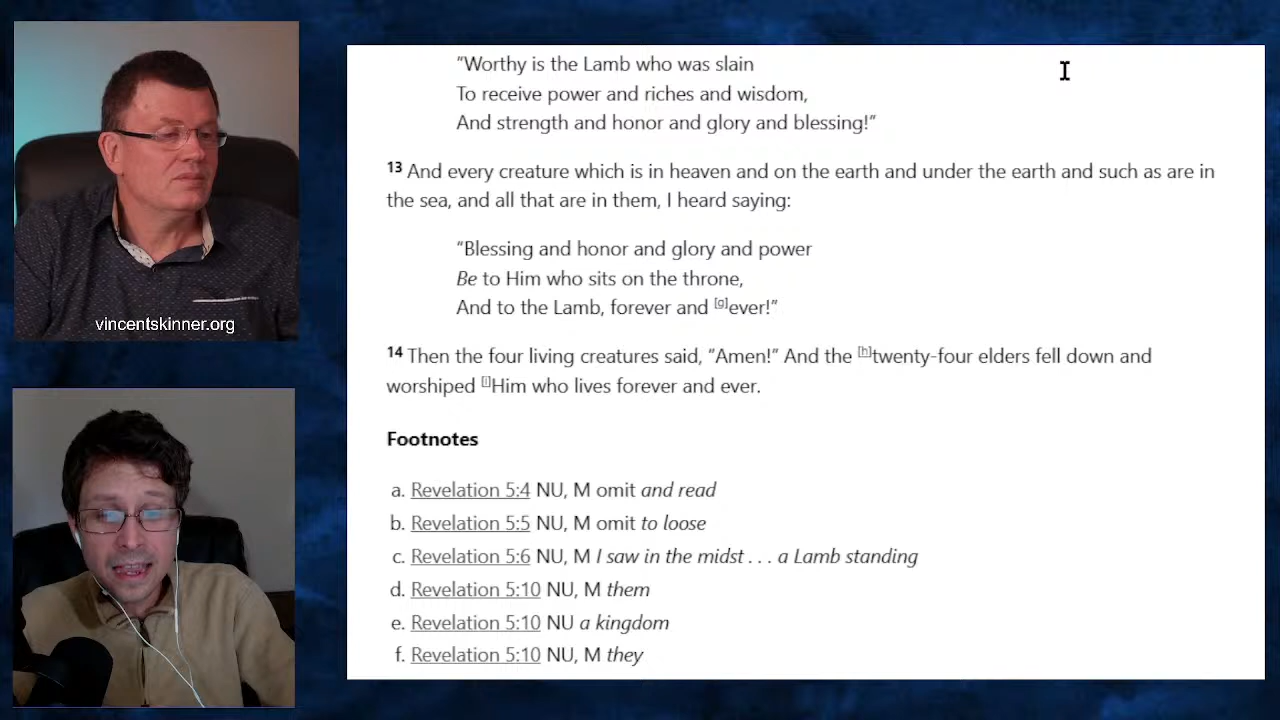 vincentskinner.org
“Worthy is the Lamb who was slain
To receive power and riches and wisdom,
And strength and honor and glory and blessing!”
13 And every creature which is in heaven and on the earth and under the earth and such as are in
the sea, and all that are in them, I heard saying:
“Blessing and honor and glory and power
Be to Him who sits on the throne,
And to the Lamb, forever and [g]ever!”
14 Then the four living creatures said, “Amen!” And the [h]twenty-four elders fell down and
worshiped [i]Him who lives forever and ever.
Footnotes
a. Revelation 5:4 NU, M omit and read
b. Revelation 5:5 NU, M omit to loose
c. Revelation 5:6 NU, M I saw in the midst . . . a Lamb standing
d. Revelation 5:10 NU, M them
e. Revelation 5:10 NU a kingdom
f. Revelation 5:10 NU, M they